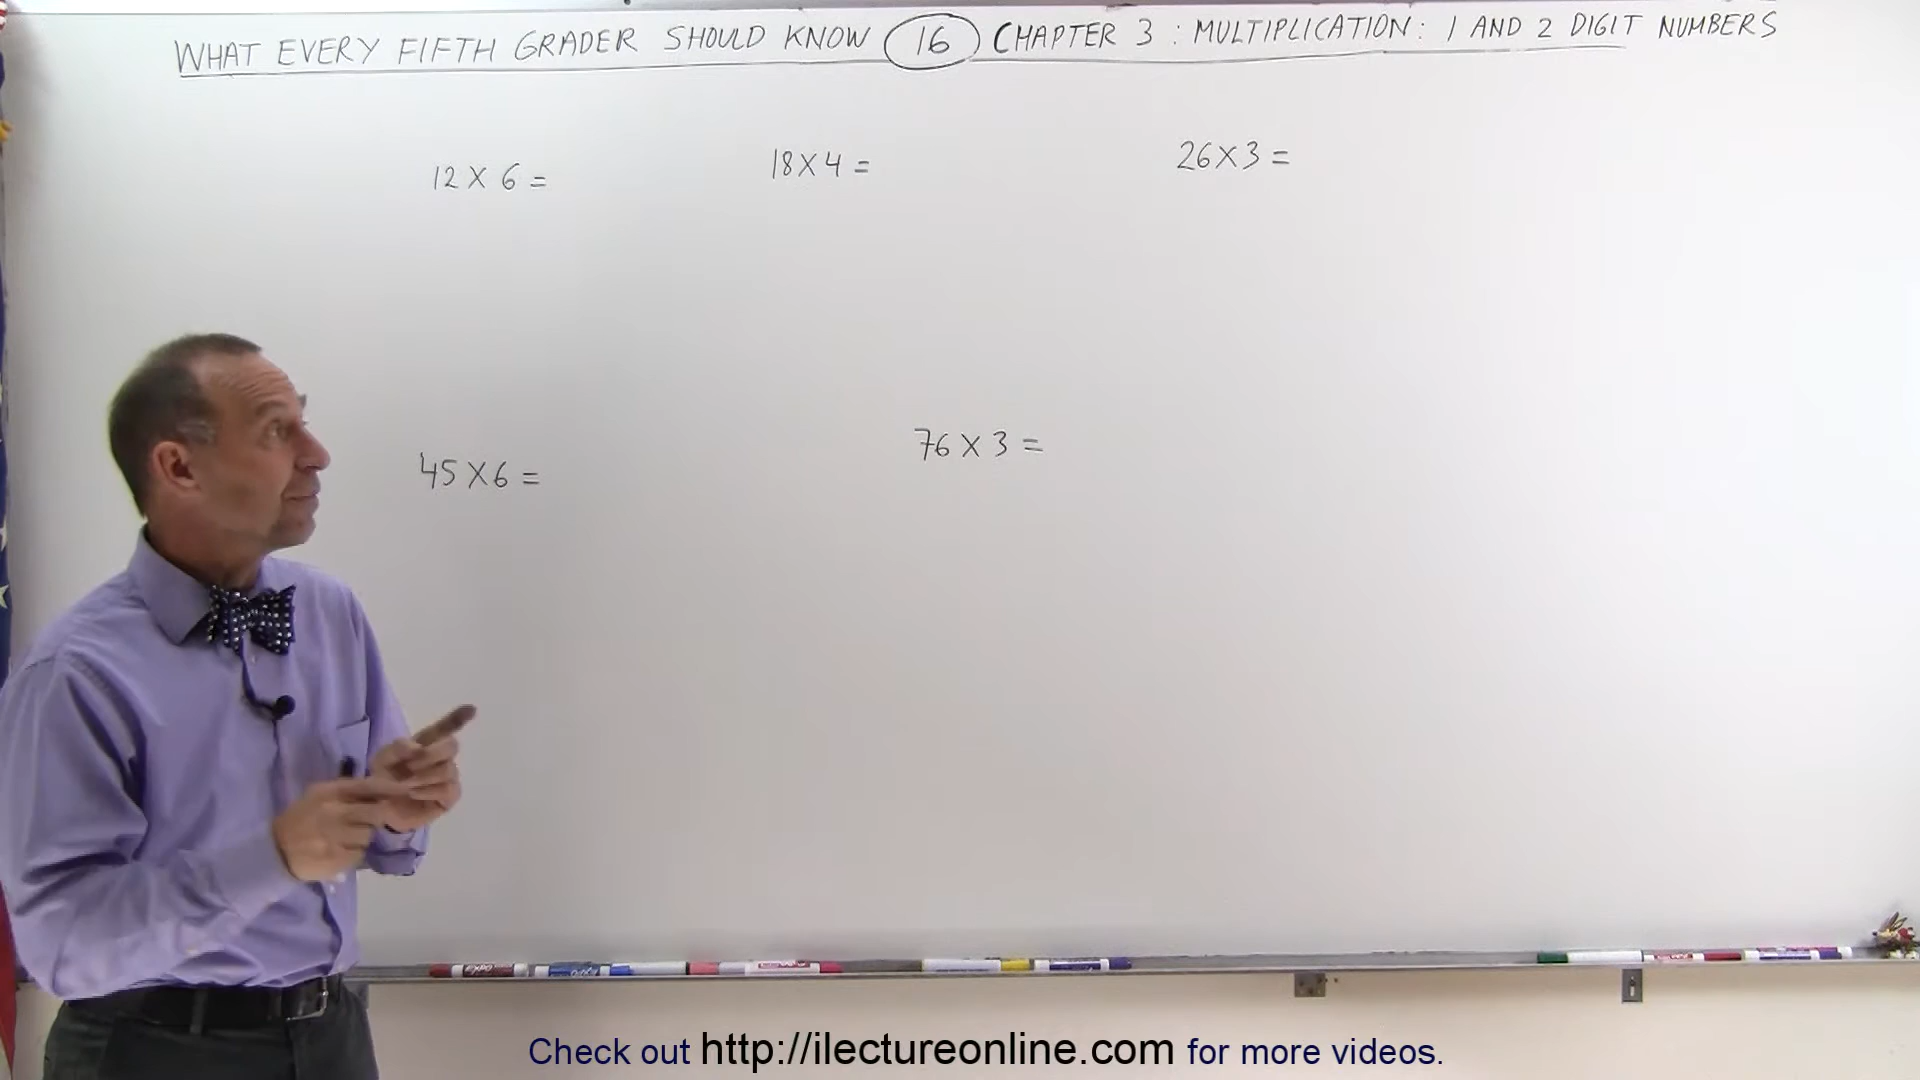 WHAT EVERY FIFTH GRADER SHOULD KNOW 16 CHAPTER 3 : MULTIPLICATION: 1 AND 2 DIGIT NUMBERS
12 X 6 =
18 X 4 =
26 X 3 =
45 X 6 =
76 X 3 =
Check out http://ilectureonline.com for more videos.